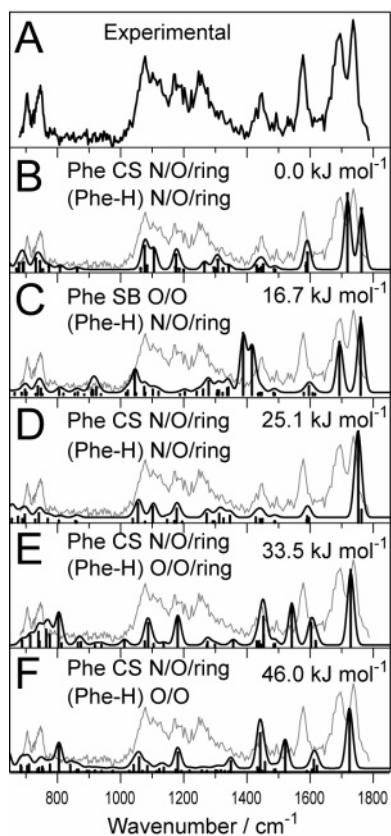 A
Experimental
B
Phe CS N/O/ring 0.0 kJ mol⁻¹
(Phe-H) N/O/ring
C
Phe SB O/O 16.7 kJ mol⁻¹
(Phe-H) N/O/ring
D
Phe CS N/O/ring 25.1 kJ mol⁻¹
(Phe-H) N/O/ring
E
Phe CS N/O/ring 33.5 kJ mol⁻¹
(Phe-H) O/O/ring
F
Phe CS N/O/ring 46.0 kJ mol⁻¹
(Phe-H) O/O
800 1000 1200 1400 1600 1800
Wavenumber / cm⁻¹